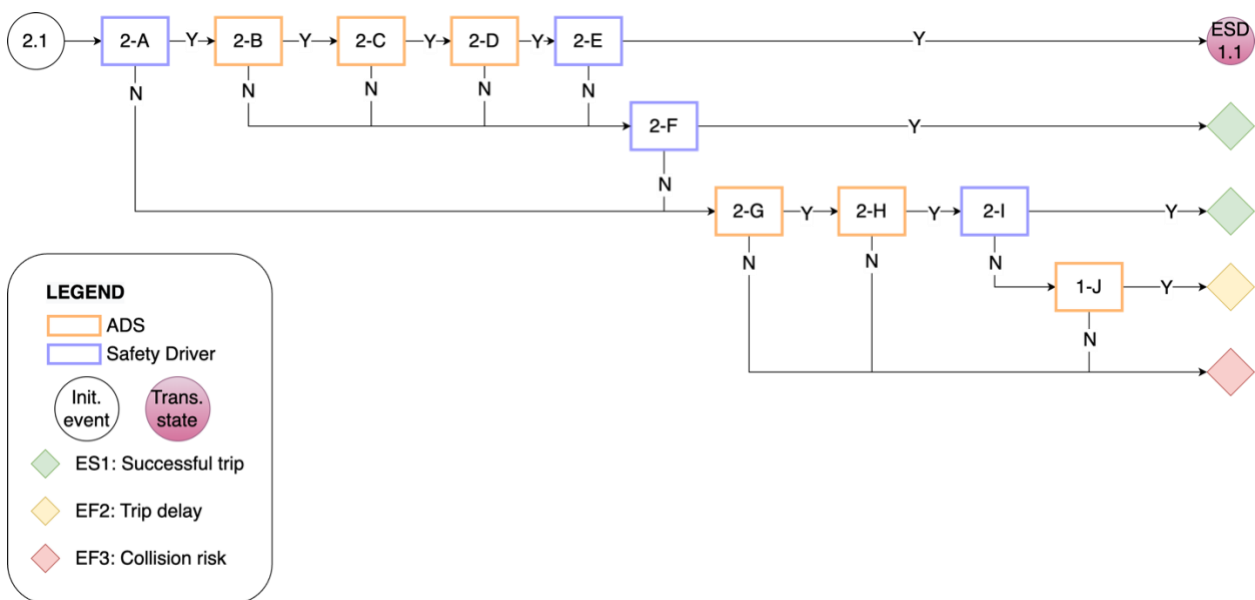 2.1
2-A
Y
2-B
Y
2-C
Y
2-D
Y
2-E
Y
ESD
1.1
N
N
N
N
N
2-F
Y
N
2-G
Y
2-H
Y
2-I
Y
N
N
N
1-J
Y
N
LEGEND
ADS
Safety Driver
Init.
event
Trans.
state
ES1: Successful trip
EF2: Trip delay
EF3: Collision risk